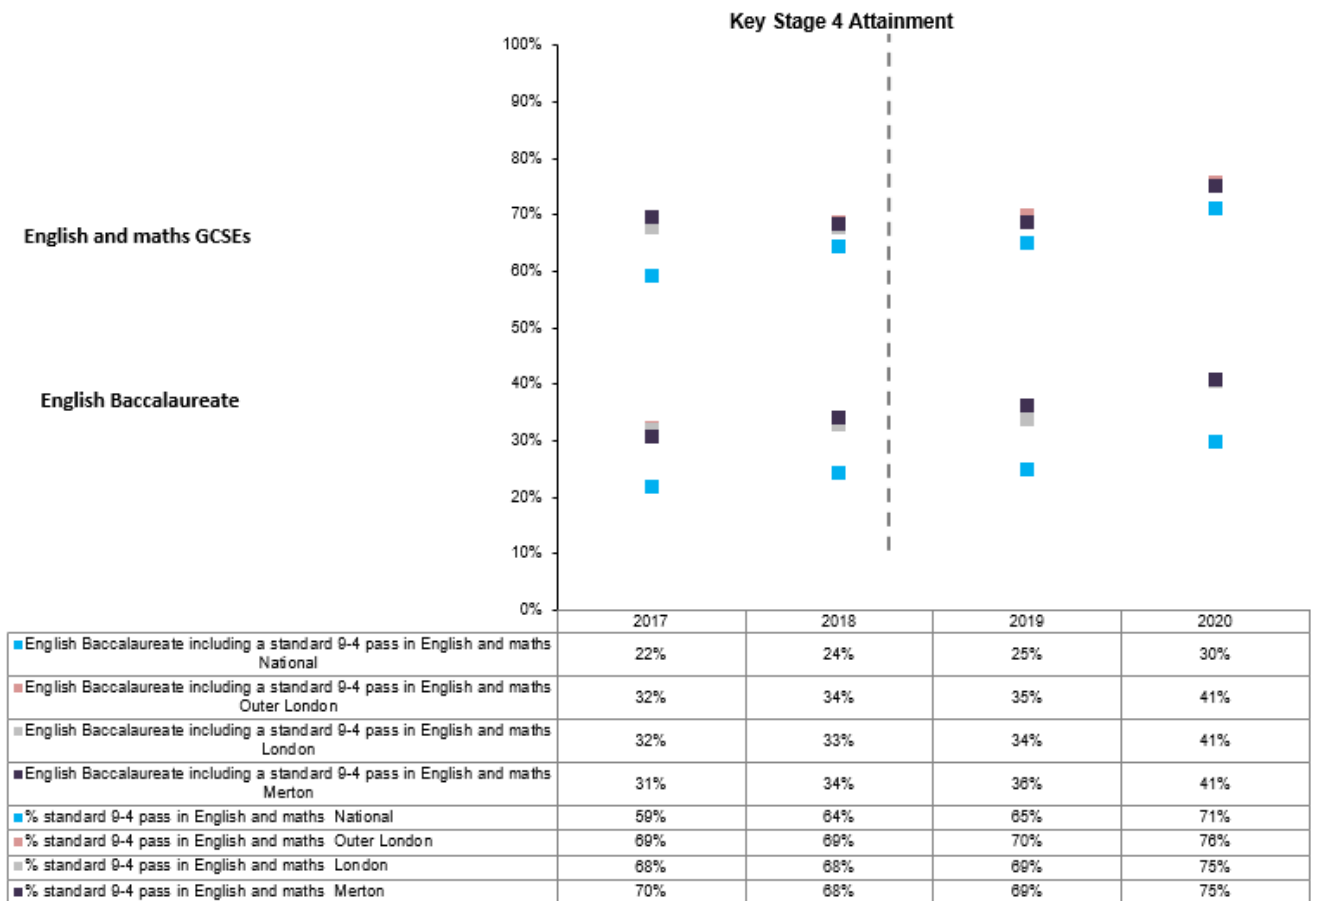 Key Stage 4 Attainment
100%
90%
80%
70%
60%
50%
40%
30%
20%
10%
0%
English and maths GCSEs
English Baccalaureate
2017 2018 2019 2020
English Baccalaureate including a standard 9-4 pass in English and maths
National 22% 24% 25% 30%
English Baccalaureate including a standard 9-4 pass in English and maths
Outer London 32% 34% 35% 41%
English Baccalaureate including a standard 9-4 pass in English and maths
London 32% 33% 34% 41%
English Baccalaureate including a standard 9-4 pass in English and maths
Merton 31% 34% 36% 41%
% standard 9-4 pass in English and maths National 59% 64% 65% 71%
% standard 9-4 pass in English and maths Outer London 69% 69% 70% 76%
% standard 9-4 pass in English and maths London 68% 68% 69% 75%
% standard 9-4 pass in English and maths Merton 70% 68% 69% 75%